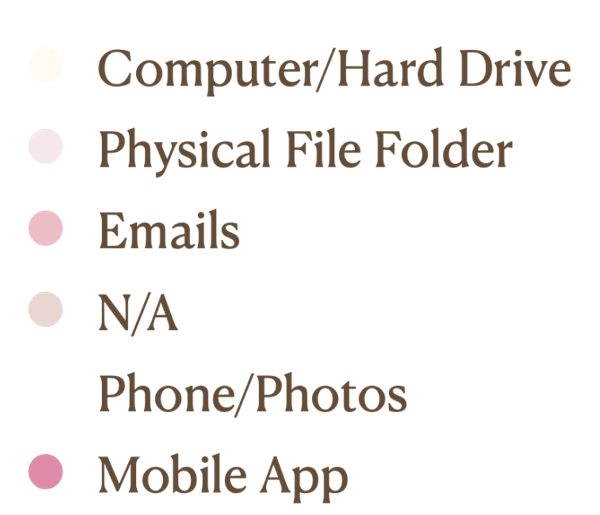 Computer/Hard Drive
Physical File Folder
Emails
N/A
Phone/Photos
Mobile App